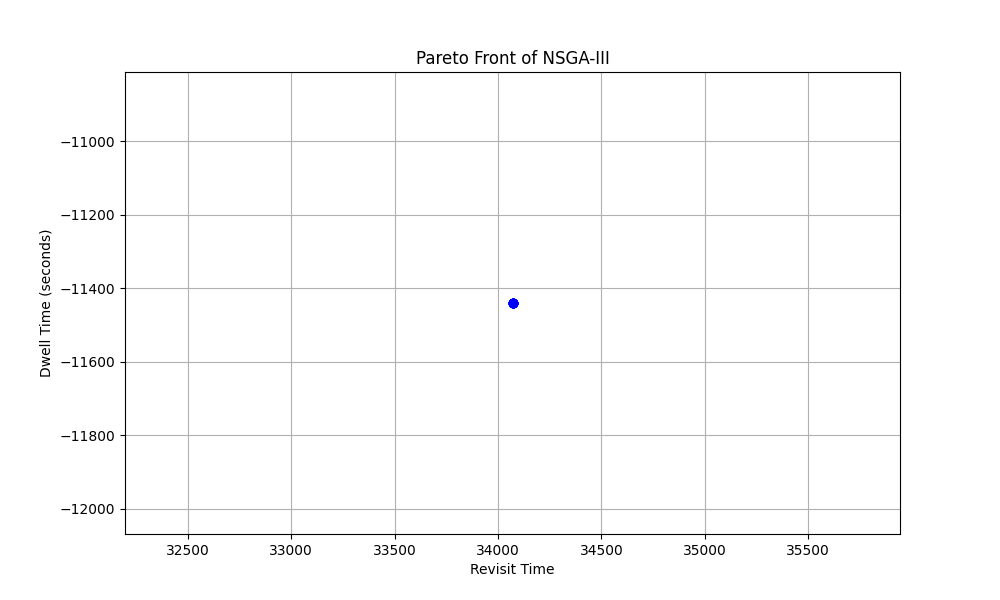 Pareto Front of NSGA-III
Dwell Time (seconds)
−11000
−11200
−11400
−11600
−11800
−12000
32500 33000 33500 34000 34500 35000 35500
Revisit Time